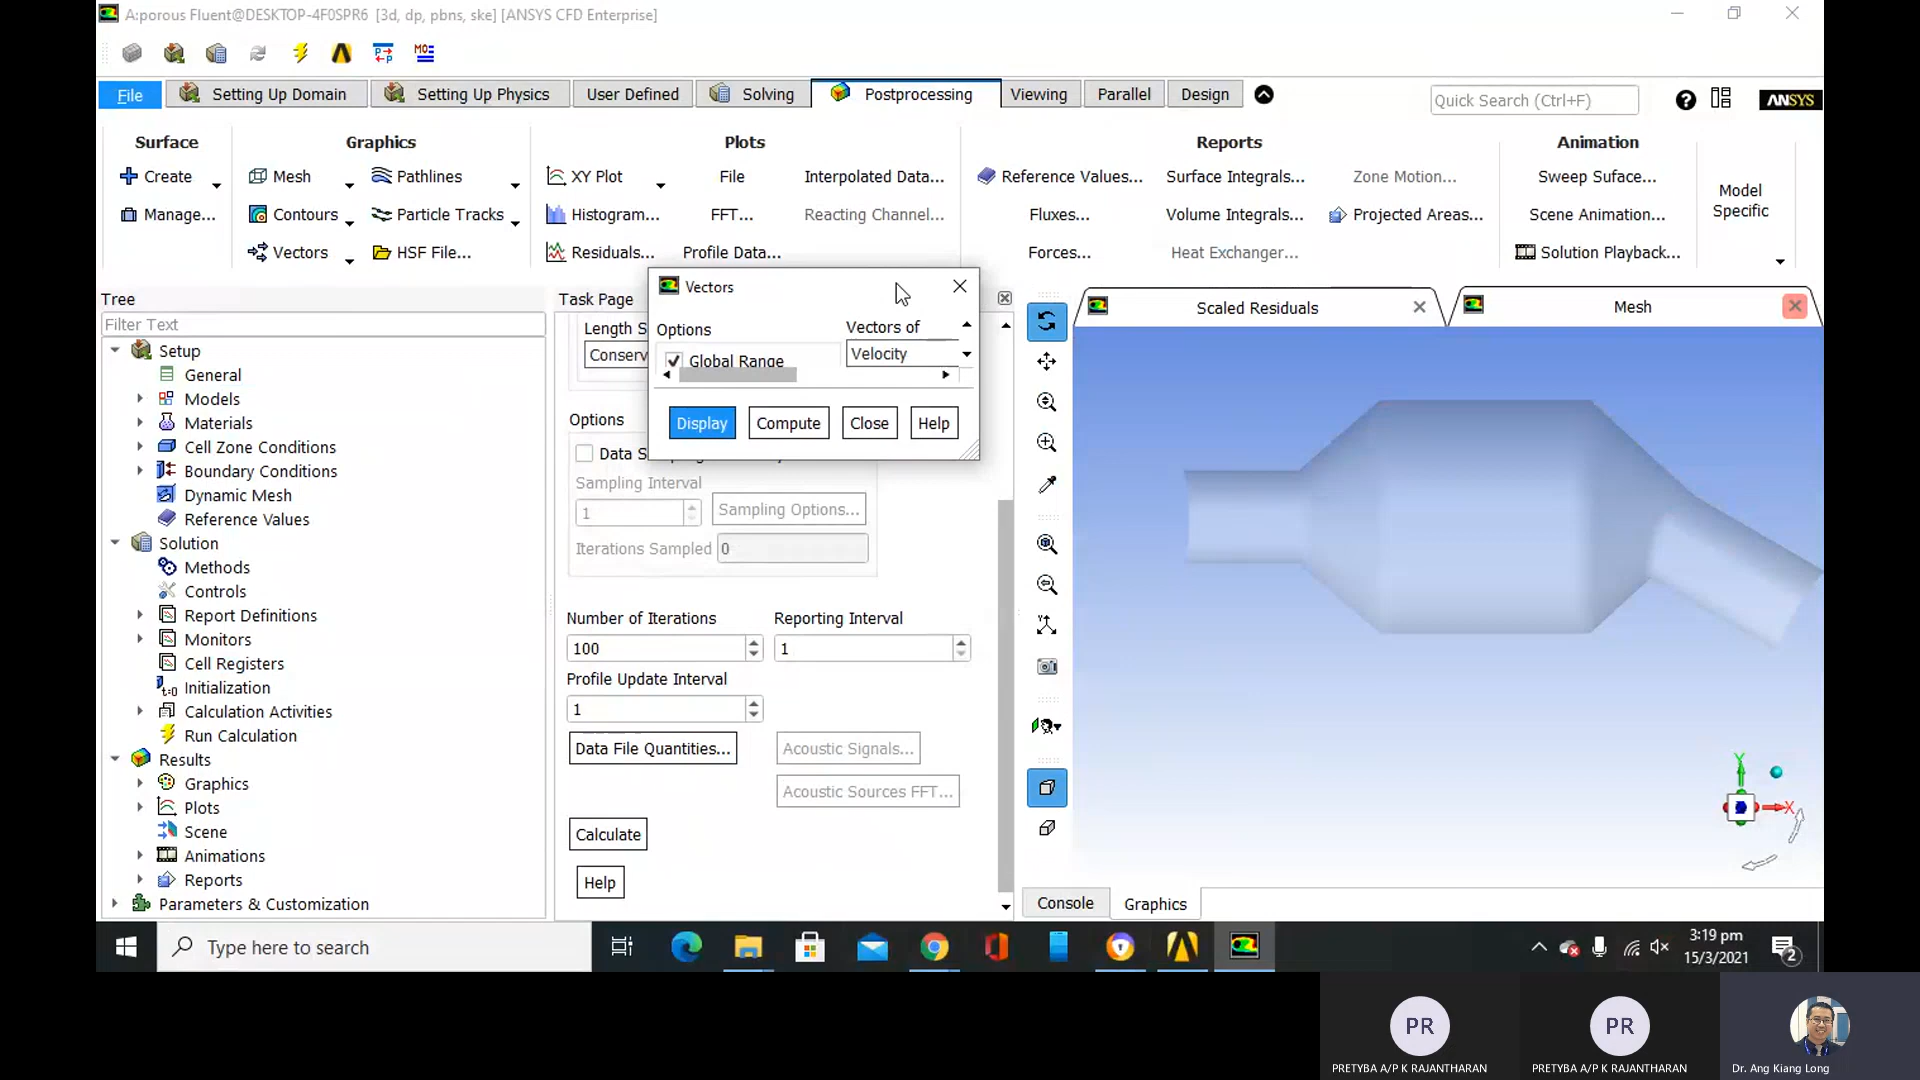 A:porous Fluent@DESKTOP-4F0SPR6 [3d, dp, pbns, ske] [ANSYS CFD Enterprise]
File
Setting Up Domain
Setting Up Physics
User Defined
Solving
Postprocessing
Viewing
Parallel
Design
Quick Search (Ctrl+F)
ANSYS
Surface
Create
Manage...
Graphics
Mesh
Pathlines
Contours
Particle Tracks
Vectors
HSF File...
Plots
XY Plot
File
Interpolated Data...
Histogram...
FFT...
Reacting Channel...
Residuals...
Profile Data...
Reports
Reference Values...
Surface Integrals...
Zone Motion...
Fluxes...
Volume Integrals...
Projected Areas...
Forces...
Heat Exchanger...
Animation
Sweep Suface...
Scene Animation...
Solution Playback...
Model
Specific
Tree
Filter Text
Setup
General
Models
Materials
Cell Zone Conditions
Boundary Conditions
Dynamic Mesh
Reference Values
Solution
Methods
Controls
Report Definitions
Monitors
Cell Registers
Initialization
Calculation Activities
Run Calculation
Results
Graphics
Plots
Scene
Animations
Reports
Parameters & Customization
Task Page
Length S
Conserv
Options
Data S
Sampling Interval
1
Sampling Options...
Iterations Sampled 0
Number of Iterations
Reporting Interval
100
1
Profile Update Interval
1
Data File Quantities...
Acoustic Signals...
Acoustic Sources FFT...
Calculate
Help
Vectors
Options
Vectors of
Global Range
Velocity
Display
Compute
Close
Help
Scaled Residuals
Mesh
Y
X
Console
Graphics
Type here to search
3:19 pm
15/3/2021
2
PR
PRETYBA A/P K RAJANTHARAN
PR
PRETYBA A/P K RAJANTHARAN
Dr. Ang Kiang Long